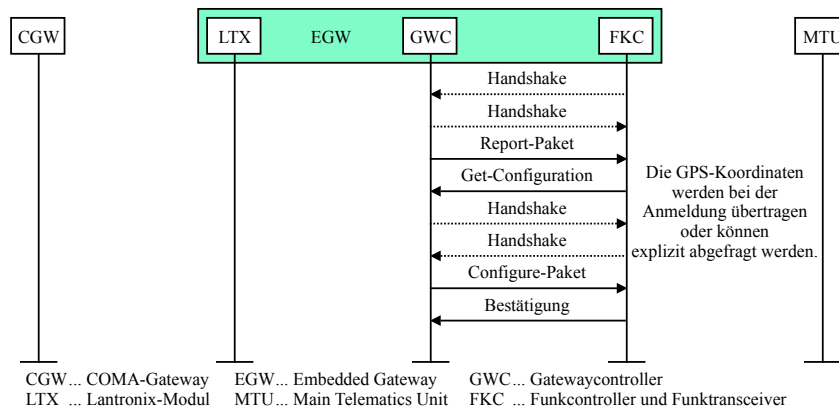 CGW LTX EGW GWC FKC MTU
Handshake
Handshake
Report-Paket
Get-Configuration
Handshake
Handshake
Configure-Paket
Bestätigung
Die GPS-Koordinaten
werden bei der
Anmeldung übertragen
oder können
explizit abgefragt werden.
CGW... COMA-Gateway EGW... Embedded Gateway GWC... Gatewaycontroller
LTX ... Lantronix-Modul MTU... Main Telematics Unit FKC ... Funkcontroller und Funktransceiver